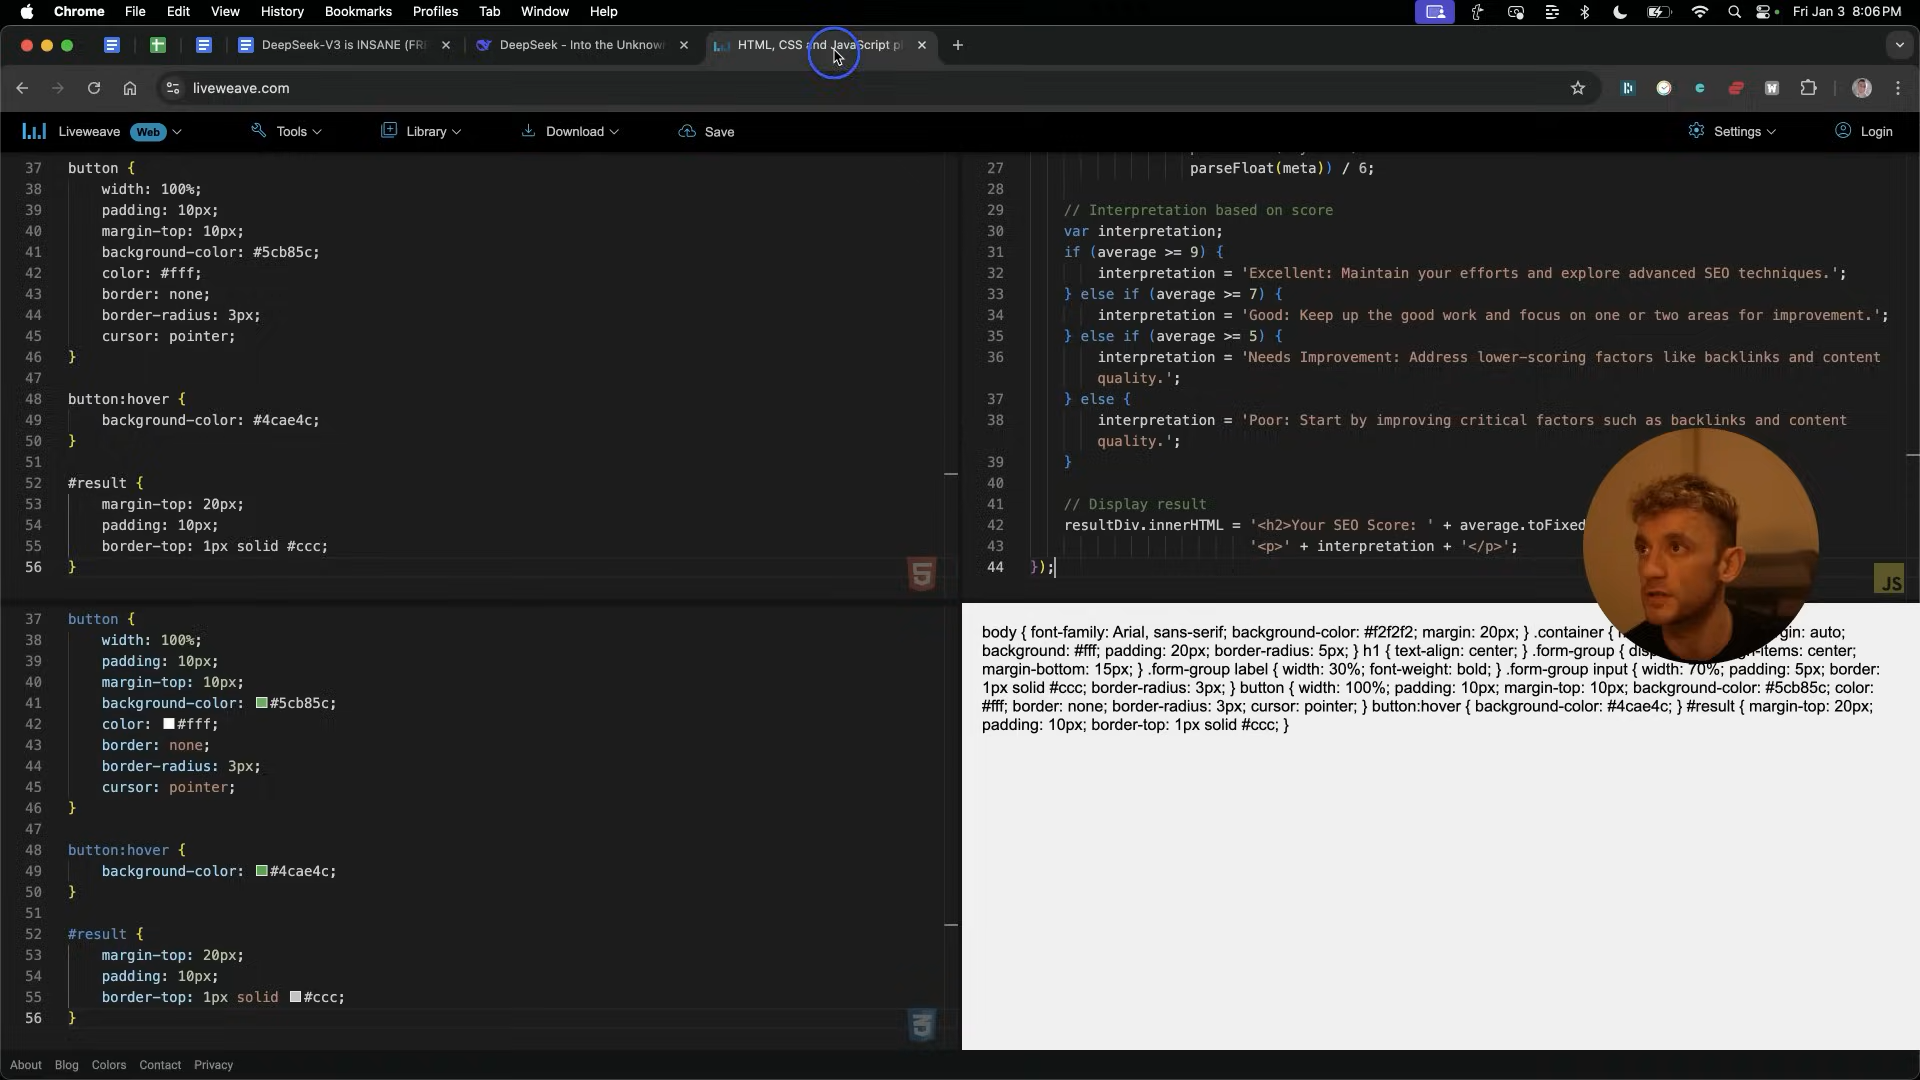 Chrome File Edit View History Bookmarks Profiles Tab Window Help Fri Jan 3 8:06 PM
DeepSeek-V3 is INSANE (FRE DeepSeek - Into the Unknown HTML, CSS and JavaScript pl
liveweave.com
Liveweave Web Tools Library Download Save Settings Login
37 button {
38 width: 100%;
39 padding: 10px;
40 margin-top: 10px;
41 background-color: #5cb85c;
42 color: #fff;
43 border: none;
44 border-radius: 3px;
45 cursor: pointer;
46 }
47
48 button:hover {
49 background-color: #4cae4c;
50 }
51
52 #result {
53 margin-top: 20px;
54 padding: 10px;
55 border-top: 1px solid #ccc;
56 }
5
27 parseFloat(meta)) / 6;
28
29 // Interpretation based on score
30 var interpretation;
31 if (average >= 9) {
32 interpretation = 'Excellent: Maintain your efforts and explore advanced SEO techniques.';
33 } else if (average >= 7) {
34 interpretation = 'Good: Keep up the good work and focus on one or two areas for improvement.';
35 } else if (average >= 5) {
36 interpretation = 'Needs Improvement: Address lower-scoring factors like backlinks and content
quality.';
37 } else {
38 interpretation = 'Poor: Start by improving critical factors such as backlinks and content
quality.';
39 }
40
41 // Display result
42 resultDiv.innerHTML = '<h2>Your SEO Score: ' + average.toFixed
43 '<p>' + interpretation + '</p>';
44 });
JS
37 button {
38 width: 100%;
39 padding: 10px;
40 margin-top: 10px;
41 background-color: #5cb85c;
42 color: #fff;
43 border: none;
44 border-radius: 3px;
45 cursor: pointer;
46 }
47
48 button:hover {
49 background-color: #4cae4c;
50 }
51
52 #result {
53 margin-top: 20px;
54 padding: 10px;
55 border-top: 1px solid #ccc;
56 }
3
body { font-family: Arial, sans-serif; background-color: #f2f2f2; margin: 20px; } .container { gin: auto;
background: #fff; padding: 20px; border-radius: 5px; } h1 { text-align: center; } .form-group { items: center;
margin-bottom: 15px; } .form-group label { width: 30%; font-weight: bold; } .form-group input { width: 70%; padding: 5px; border:
1px solid #ccc; border-radius: 3px; } button { width: 100%; padding: 10px; margin-top: 10px; background-color: #5cb85c; color:
#fff; border: none; border-radius: 3px; cursor: pointer; } button:hover { background-color: #4cae4c; } #result { margin-top: 20px;
padding: 10px; border-top: 1px solid #ccc; }
About Blog Colors Contact Privacy